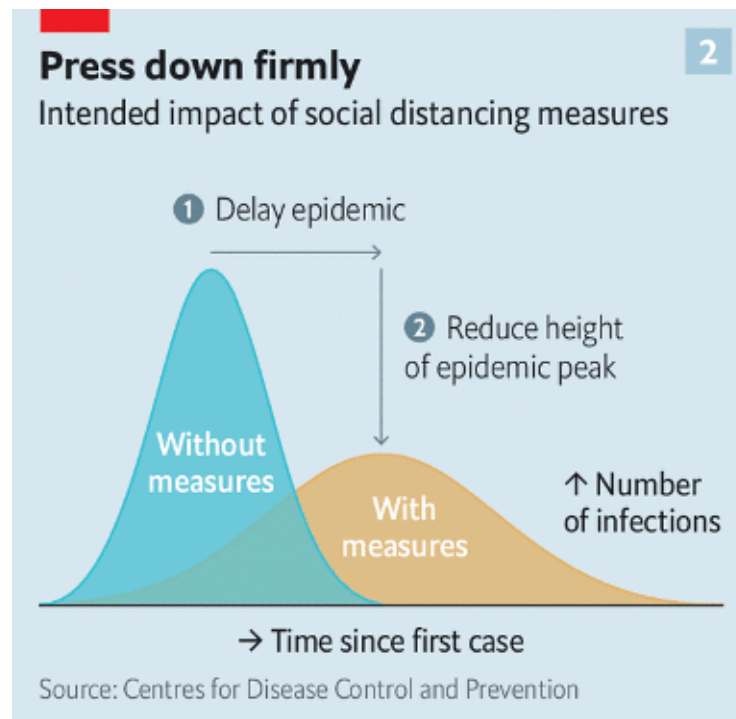 Press down firmly
2
Intended impact of social distancing measures
1 Delay epidemic
2 Reduce height
of epidemic peak
Without
measures
With
measures
↑ Number
of infections
→ Time since first case
Source: Centres for Disease Control and Prevention